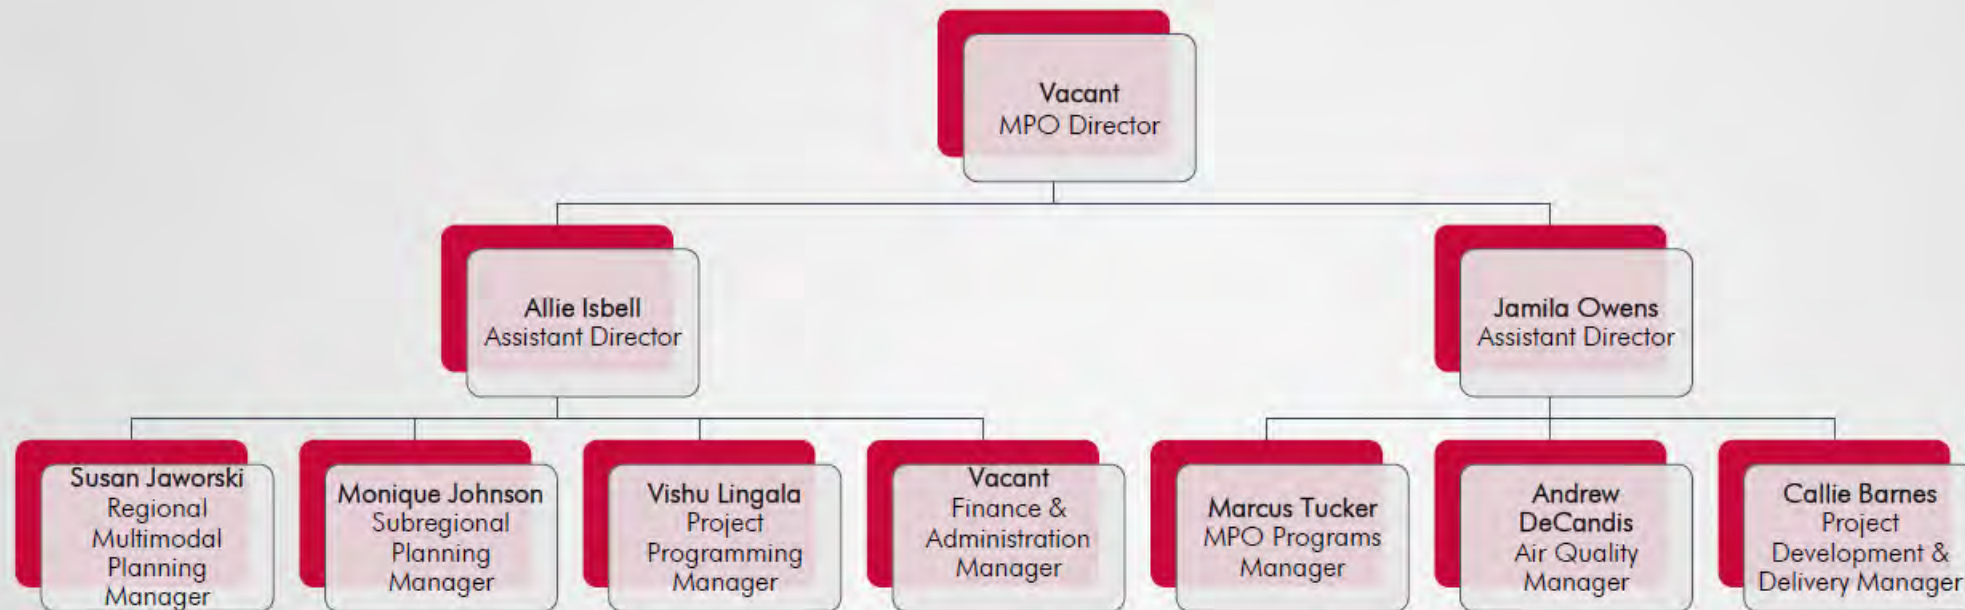 Vacant
MPO Director
Allie Isbell
Assistant Director
Jamila Owens
Assistant Director
Susan Jaworski
Regional
Multimodal
Planning
Manager
Monique Johnson
Subregional
Planning
Manager
Vishu Lingala
Project
Programming
Manager
Vacant
Finance &
Administration
Manager
Marcus Tucker
MPO Programs
Manager
Andrew
DeCandis
Air Quality
Manager
Callie Barnes
Project
Development &
Delivery Manager